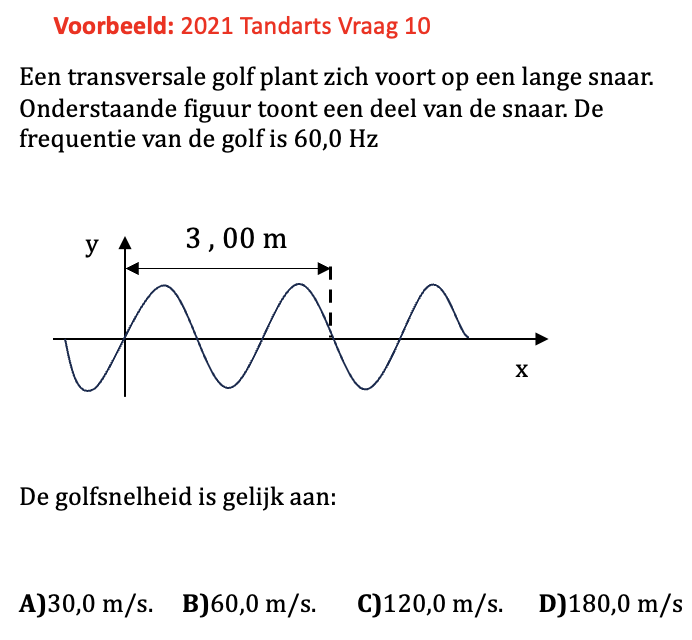 Voorbeeld: 2021 Tandarts Vraag 10
Een transversale golf plant zich voort op een lange snaar.
Onderstaande figuur toont een deel van de snaar. De
frequentie van de golf is 60,0 Hz
y
3 , 00 m
x
De golfsnelheid is gelijk aan:
A)30,0 m/s. B)60,0 m/s. C)120,0 m/s. D)180,0 m/s